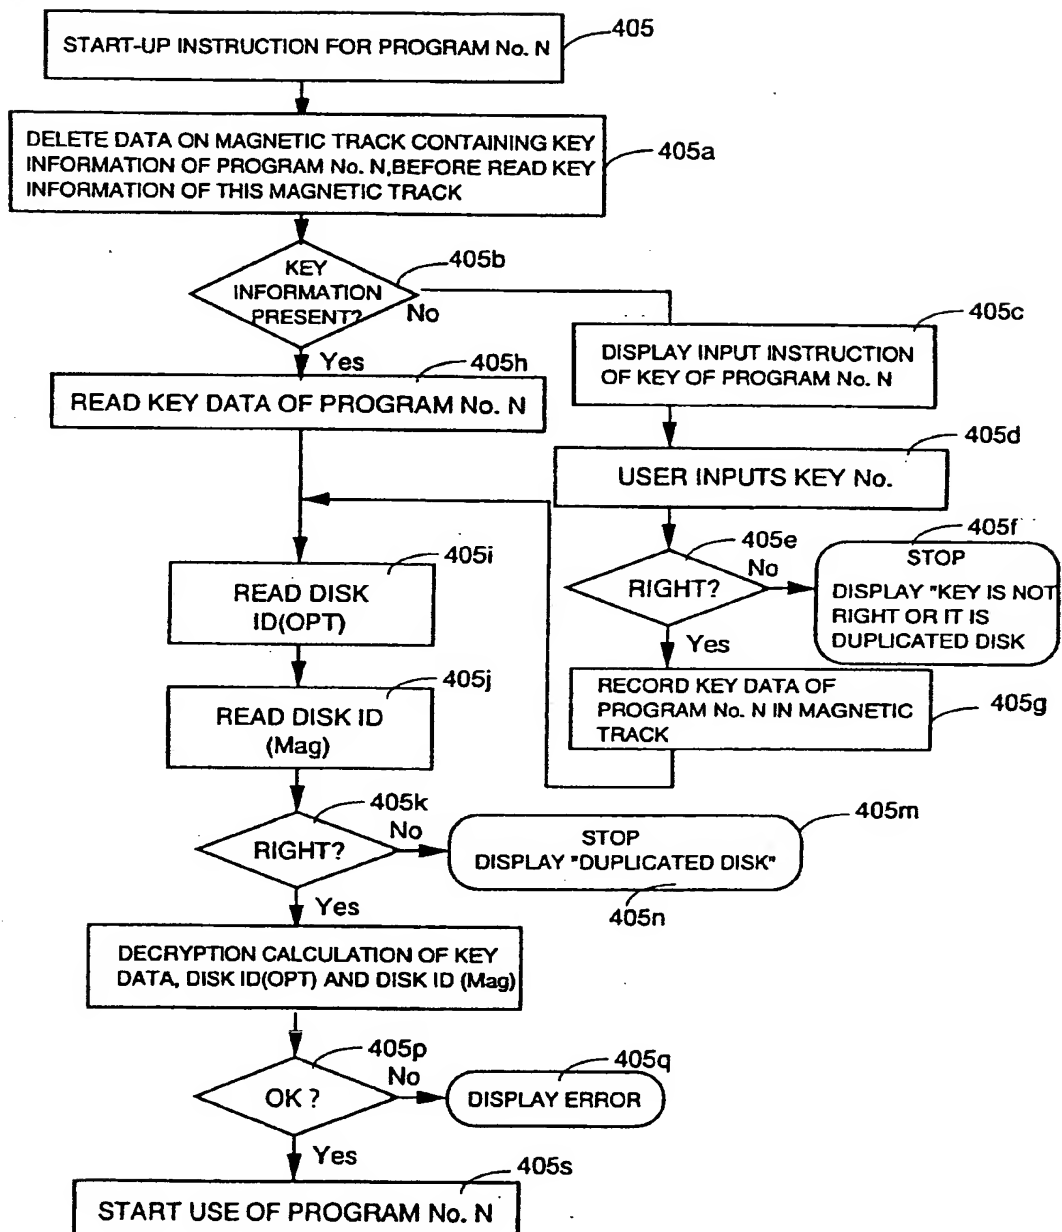 START-UP INSTRUCTION FOR PROGRAM No. N
405
DELETE DATA ON MAGNETIC TRACK CONTAINING KEY
INFORMATION OF PROGRAM No. N,BEFORE READ KEY
INFORMATION OF THIS MAGNETIC TRACK
405a
KEY
INFORMATION
PRESENT?
405b
No
Yes
405c
DISPLAY INPUT INSTRUCTION
OF KEY OF PROGRAM No. N
405h
READ KEY DATA OF PROGRAM No. N
405d
USER INPUTS KEY No.
405e
RIGHT?
No
Yes
405f
STOP
DISPLAY "KEY IS NOT
RIGHT OR IT IS
DUPLICATED DISK
RECORD KEY DATA OF
PROGRAM No. N IN MAGNETIC
TRACK
405g
405i
READ DISK
ID(OPT)
405j
READ DISK ID
(Mag)
405k
RIGHT?
No
Yes
405m
STOP
DISPLAY "DUPLICATED DISK"
405n
DECRYPTION CALCULATION OF KEY
DATA, DISK ID(OPT) AND DISK ID (Mag)
405p
OK ?
No
Yes
405q
DISPLAY ERROR
405s
START USE OF PROGRAM No. N